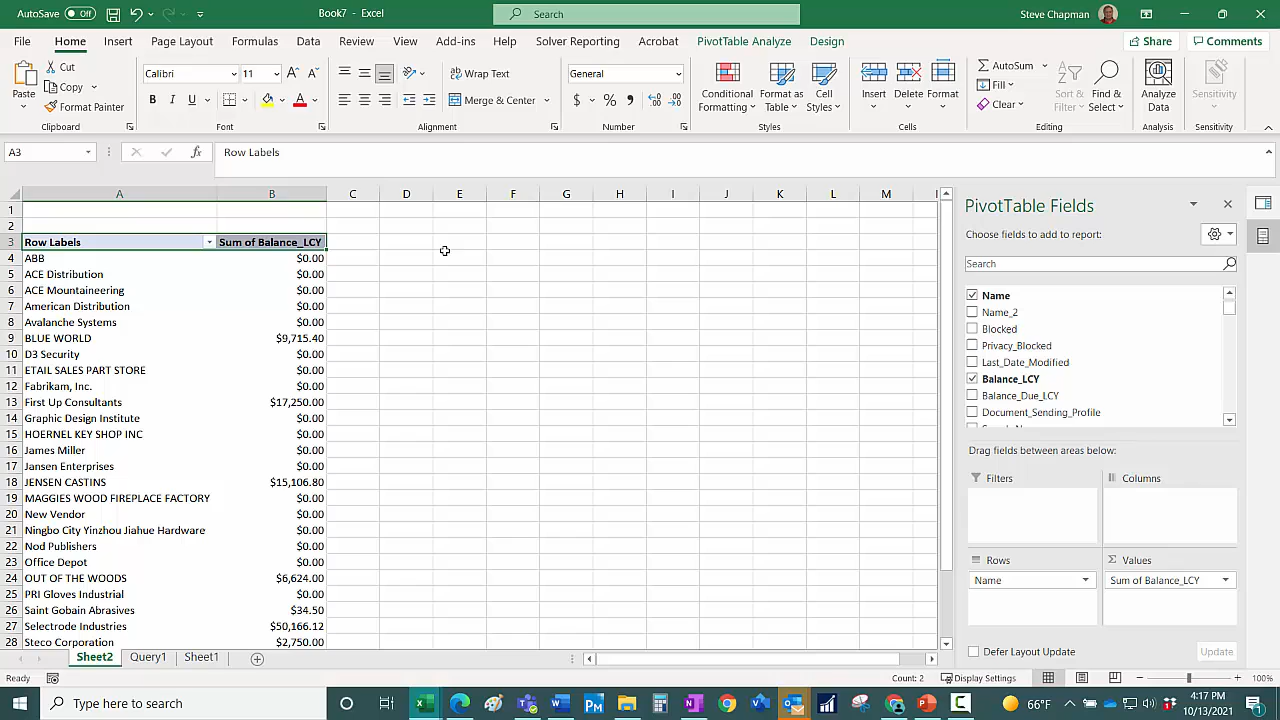 AutoSave Off Book7 - Excel Search Steve Chapman
File Home Insert Page Layout Formulas Data Review View Add-ins Help Solver Reporting Acrobat PivotTable Analyze Design Share Comments
Paste Cut Copy Format Painter
Calibri 11 A A B I U A
Wrap Text Merge & Center
General $ % ,
Conditional Formatting Format as Table Cell Styles
Insert Delete Format
AutoSum Fill Clear Sort & Filter Find & Select
Analyze Data Sensitivity
Clipboard Font Alignment Number Styles Cells Editing Analysis Sensitivity
A3 fx Row Labels
A B C D E F G H I J K L M
1
2
3 Row Labels Sum of Balance_LCY
4 ABB $0.00
5 ACE Distribution $0.00
6 ACE Mountaineering $0.00
7 American Distribution $0.00
8 Avalanche Systems $0.00
9 BLUE WORLD $9,715.40
10 D3 Security $0.00
11 ETAIL SALES PART STORE $0.00
12 Fabrikam, Inc. $0.00
13 First Up Consultants $17,250.00
14 Graphic Design Institute $0.00
15 HOERNEL KEY SHOP INC $0.00
16 James Miller $0.00
17 Jansen Enterprises $0.00
18 JENSEN CASTINS $15,106.80
19 MAGGIES WOOD FIREPLACE FACTORY $0.00
20 New Vendor $0.00
21 Ningbo City Yinzhou Jiahue Hardware $0.00
22 Nod Publishers $0.00
23 Office Depot $0.00
24 OUT OF THE WOODS $6,624.00
25 PRI Gloves Industrial $0.00
26 Saint Gobain Abrasives $34.50
27 Selectrode Industries $50,166.12
28 Steco Corporation $2,750.00
PivotTable Fields
Choose fields to add to report:
Search
Name
Name_2
Blocked
Privacy_Blocked
Last_Date_Modified
Balance_LCY
Balance_Due_LCY
Document_Sending_Profile
Drag fields between areas below:
Filters Columns
Rows Values
Name Sum of Balance_LCY
Defer Layout Update Update
Sheet2 Query1 Sheet1
Ready Count: 2 Display Settings 100%
Type here to search 66°F 4:17 PM
10/13/2021